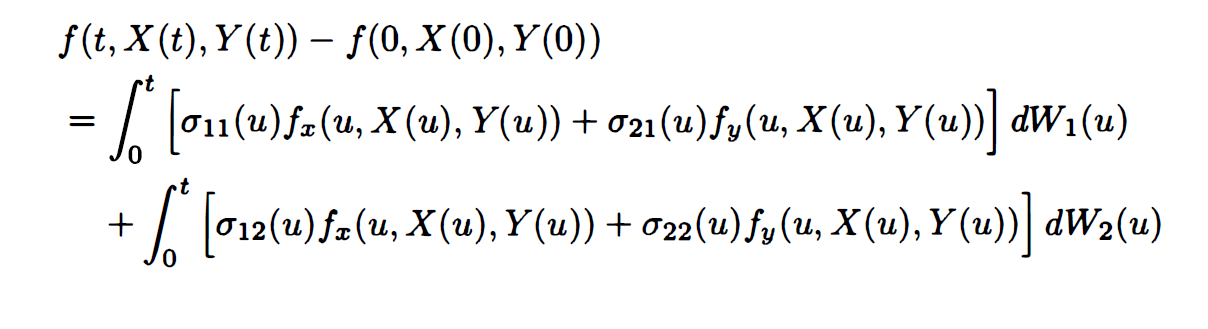 f(t, X(t), Y(t)) − f(0, X(0), Y(0))
= ∫₀ᵗ [σ₁₁(u)fₓ(u, X(u), Y(u)) + σ₂₁(u)f_y(u, X(u), Y(u))] dW₁(u)
+ ∫₀ᵗ [σ₁₂(u)fₓ(u, X(u), Y(u)) + σ₂₂(u)f_y(u, X(u), Y(u))] dW₂(u)